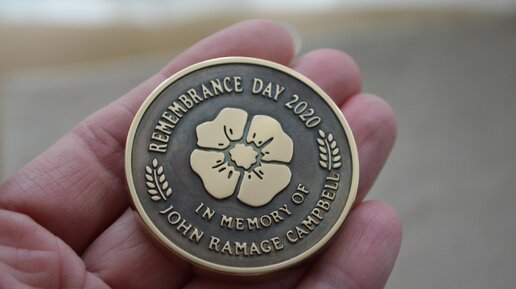 REMEMBRANCE DAY 2020
IN MEMORY OF
JOHN RAMAGE CAMPBELL